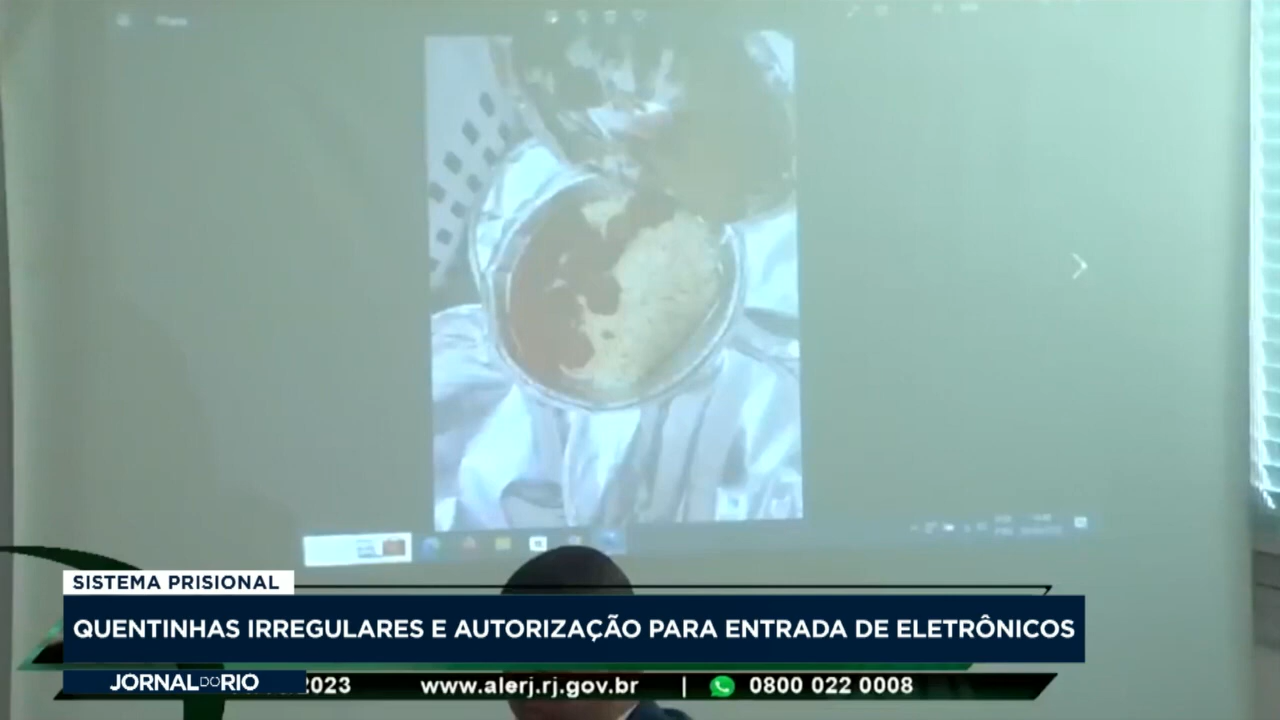 SISTEMA PRISIONAL
QUENTINHAS IRREGULARES E AUTORIZAÇÃO PARA ENTRADA DE ELETRÔNICOS
JORNAL DO RIO
2023 www.alerj.rj.gov.br | 0800 022 0008